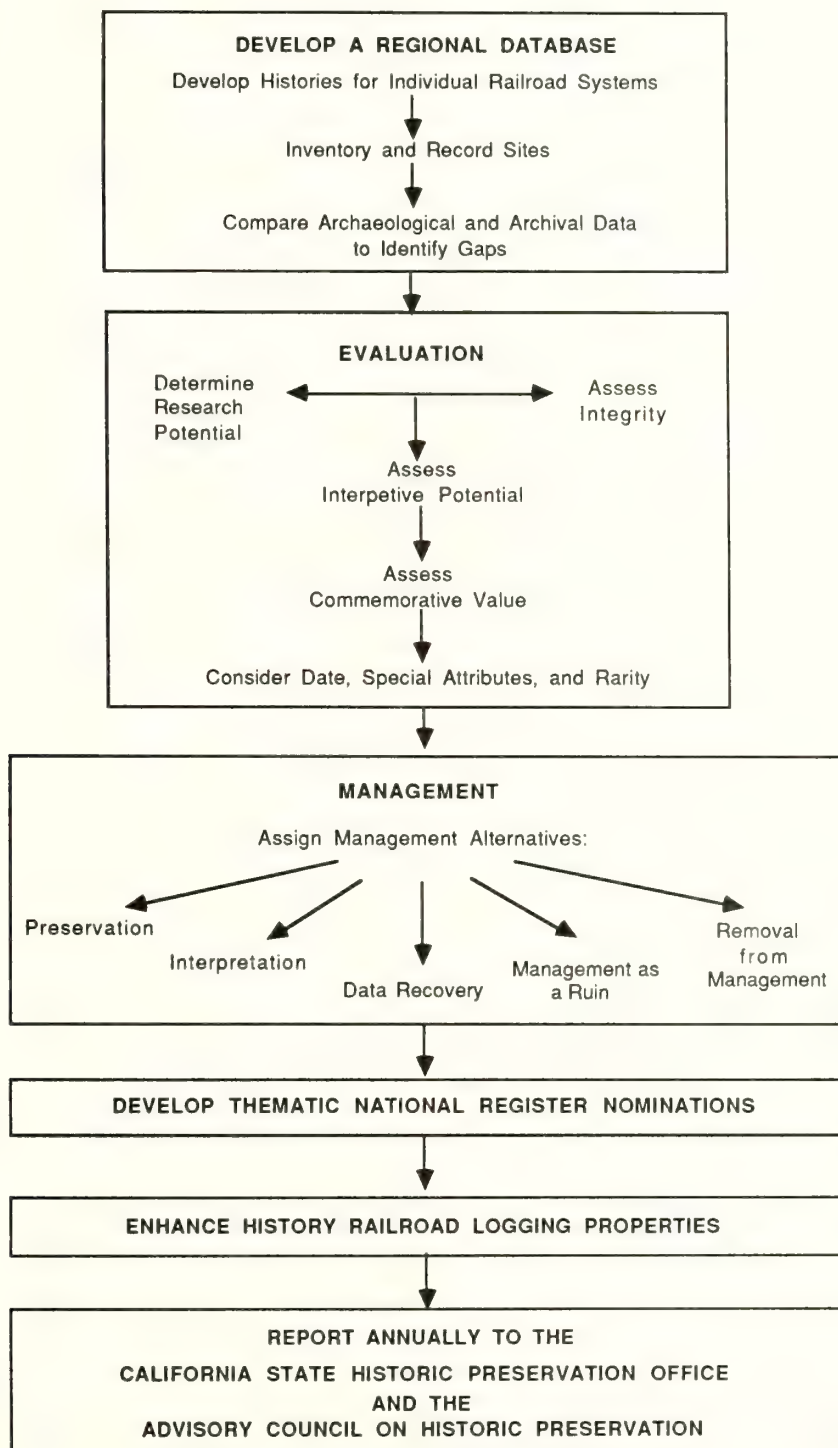 DEVELOP A REGIONAL DATABASE
Develop Histories for Individual Railroad Systems
Inventory and Record Sites
Compare Archaeological and Archival Data
to Identify Gaps
EVALUATION
Determine
Research
Potential
Assess
Integrity
Assess
Interpetive Potential
Assess
Commemorative Value
Consider Date, Special Attributes, and Rarity
MANAGEMENT
Assign Management Alternatives:
Preservation
Interpretation
Data Recovery
Management as
a Ruin
Removal
from
Management
DEVELOP THEMATIC NATIONAL REGISTER NOMINATIONS
ENHANCE HISTORY RAILROAD LOGGING PROPERTIES
REPORT ANNUALLY TO THE
CALIFORNIA STATE HISTORIC PRESERVATION OFFICE
AND THE
ADVISORY COUNCIL ON HISTORIC PRESERVATION